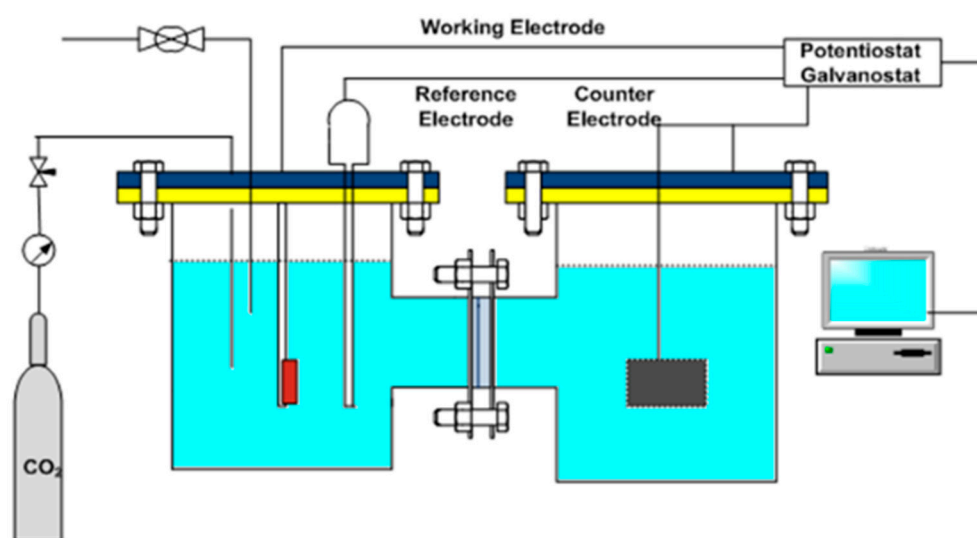 Working Electrode
Potentiostat
Galvanostat
Reference
Electrode
Counter
Electrode
CO₂